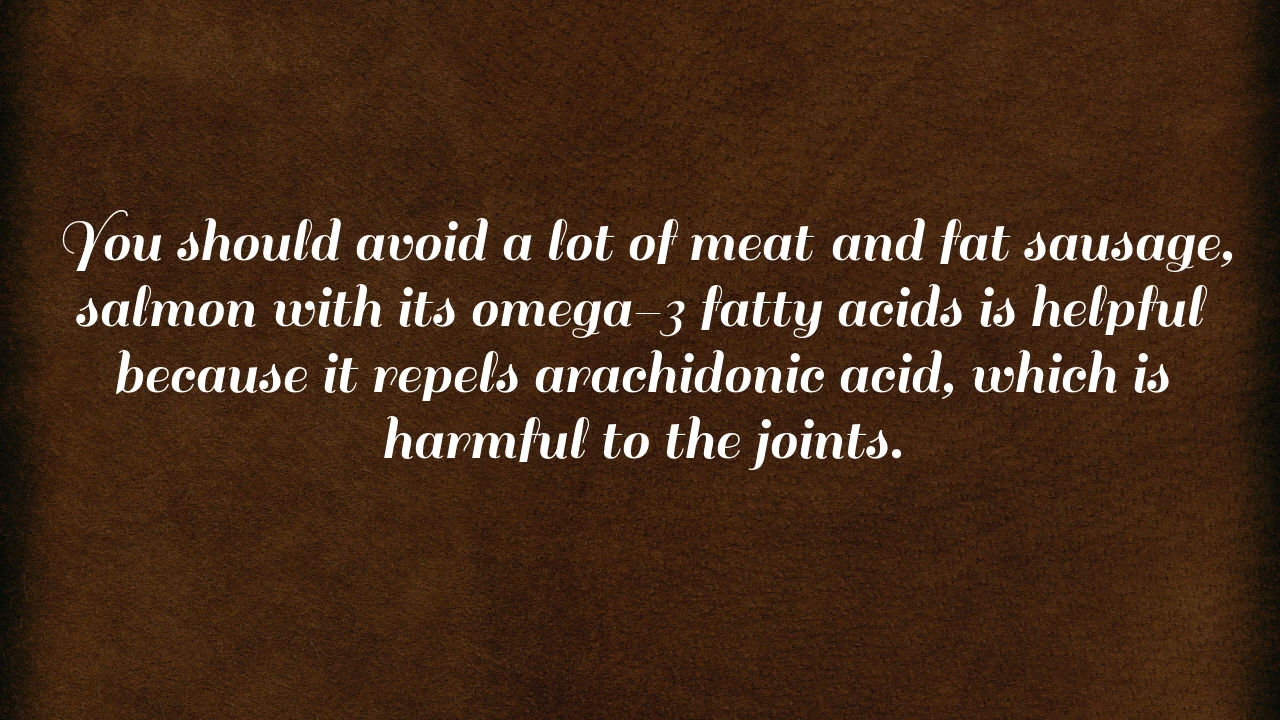 You should avoid a lot of meat and fat sausage,
salmon with its omega-3 fatty acids is helpful
because it repels arachidonic acid, which is
harmful to the joints.